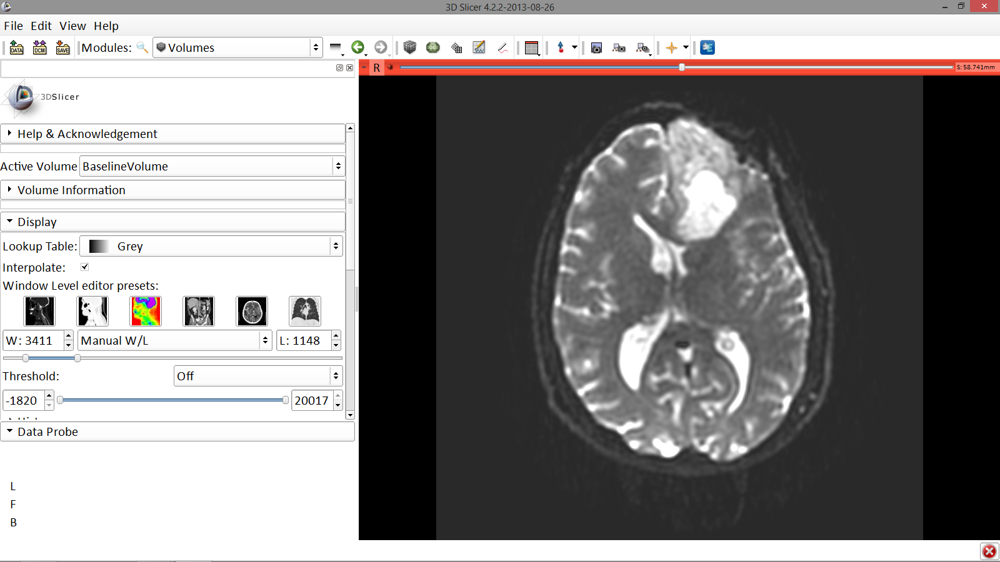 3D Slicer 4.2.2-2013-08-26
File Edit View Help
DATA DCM SAVE Modules: Volumes
R S: 58.741mm
3DSlicer
Help & Acknowledgement
Active Volume BaselineVolume
Volume Information
Display
Lookup Table: Grey
Interpolate:
Window Level editor presets:
W: 3411 Manual W/L L: 1148
Threshold: Off
-1820 20017
Data Probe
L
F
B